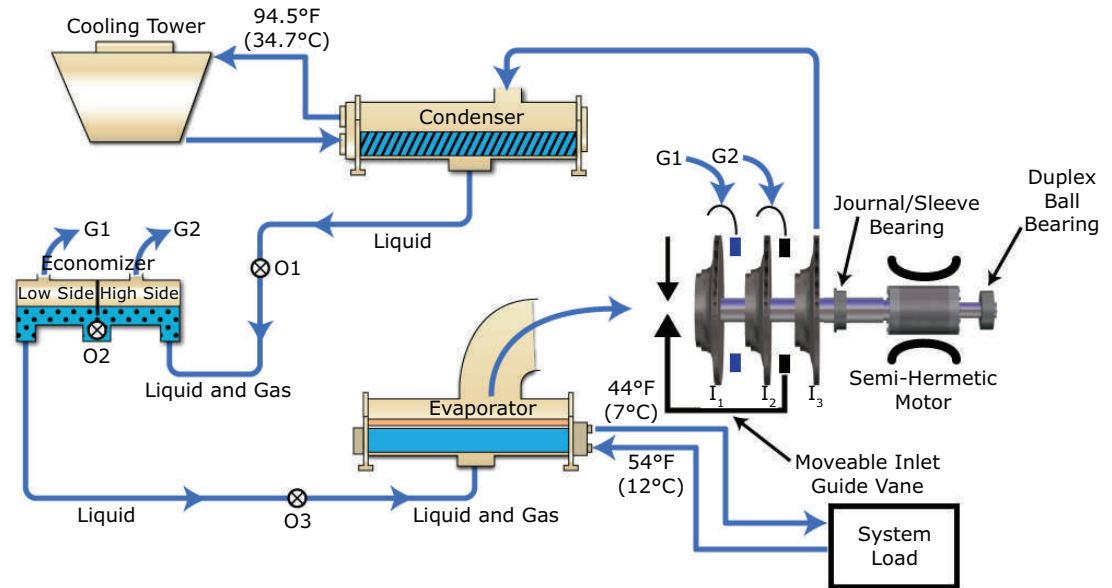 Cooling Tower
94.5°F
(34.7°C)
Condenser
G1
G2
Journal/Sleeve
Bearing
Duplex
Ball
Bearing
G1
G2
Economizer
Low Side
High Side
O2
Liquid
O1
Liquid and Gas
Evaporator
44°F
(7°C)
54°F
(12°C)
I1
I2
I3
Semi-Hermetic
Motor
Moveable Inlet
Guide Vane
Liquid
O3
Liquid and Gas
System
Load